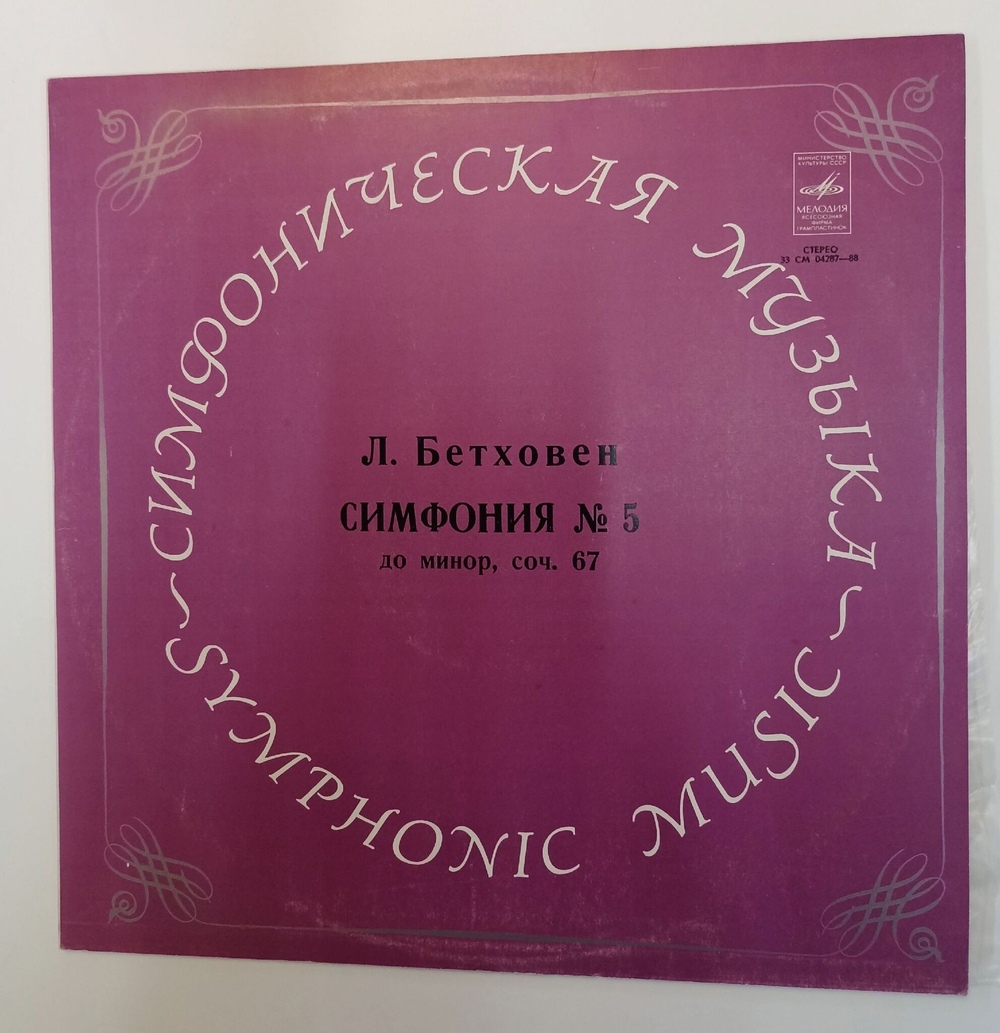 СИМФОНИЧЕСКАЯ МУЗЫКА
МИНИСТЕРСТВО
КУЛЬТУРЫ СССР
МЕЛОДИЯ
ВСЕСОЮЗНАЯ
ФИРМА
ГРАМПЛАСТИНОК
СТЕРЕО
33 СМ 04287—88
Л. Бетховен
СИМФОНИЯ № 5
до минор, соч. 67
SYMPHONIC MUSIC